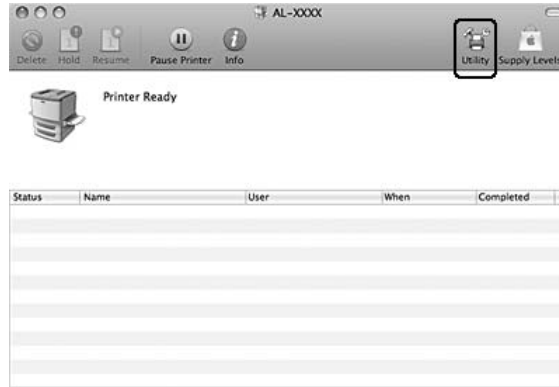 AL-XXXX
Delete Hold Resume Pause Printer Info Utility Supply Levels
Printer Ready
Status Name User When Completed